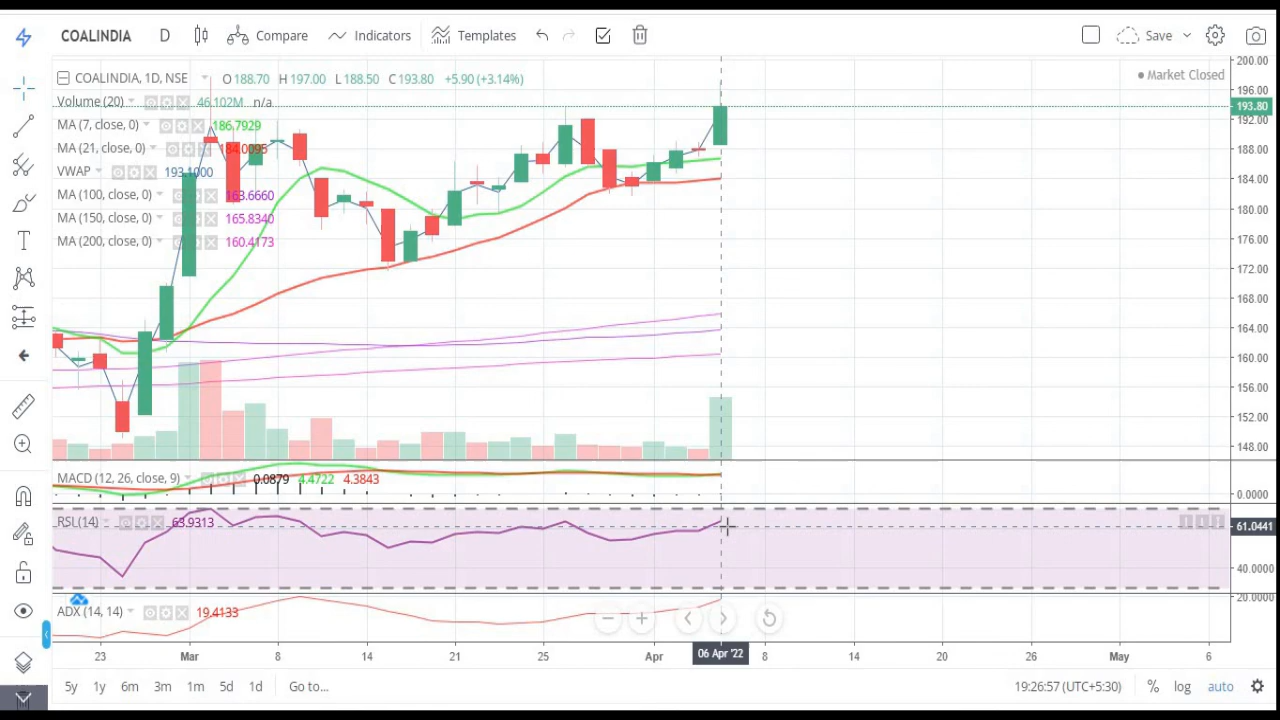 COALINDIA D Compare Indicators Templates Save
COALINDIA, 1D, NSE O188.70 H197.00 L188.50 C193.80 +5.90 (+3.14%)
Market Closed
Volume (20) 46.102M n/a
MA (7, close, 0) 186.7929
MA (21, close, 0) 184.0095
VWAP 193.1000
MA (100, close, 0) 163.6660
MA (150, close, 0) 165.8340
MA (200, close, 0) 160.4173
200.00
196.00
193.80
192.00
188.00
184.00
180.00
176.00
172.00
168.00
164.00
160.00
156.00
152.00
148.00
MACD (12, 26, close, 9) 0.0879 4.4722 4.3843
0.0000
RSI (14) 63.9313
61.0441
40.0000
ADX (14, 14) 19.4133
20.0000
23 Mar 8 14 21 25 Apr 06 Apr '22 8 14 20 26 May 6
5y 1y 6m 3m 1m 5d 1d Go to... 19:26:57 (UTC+5:30) % log auto